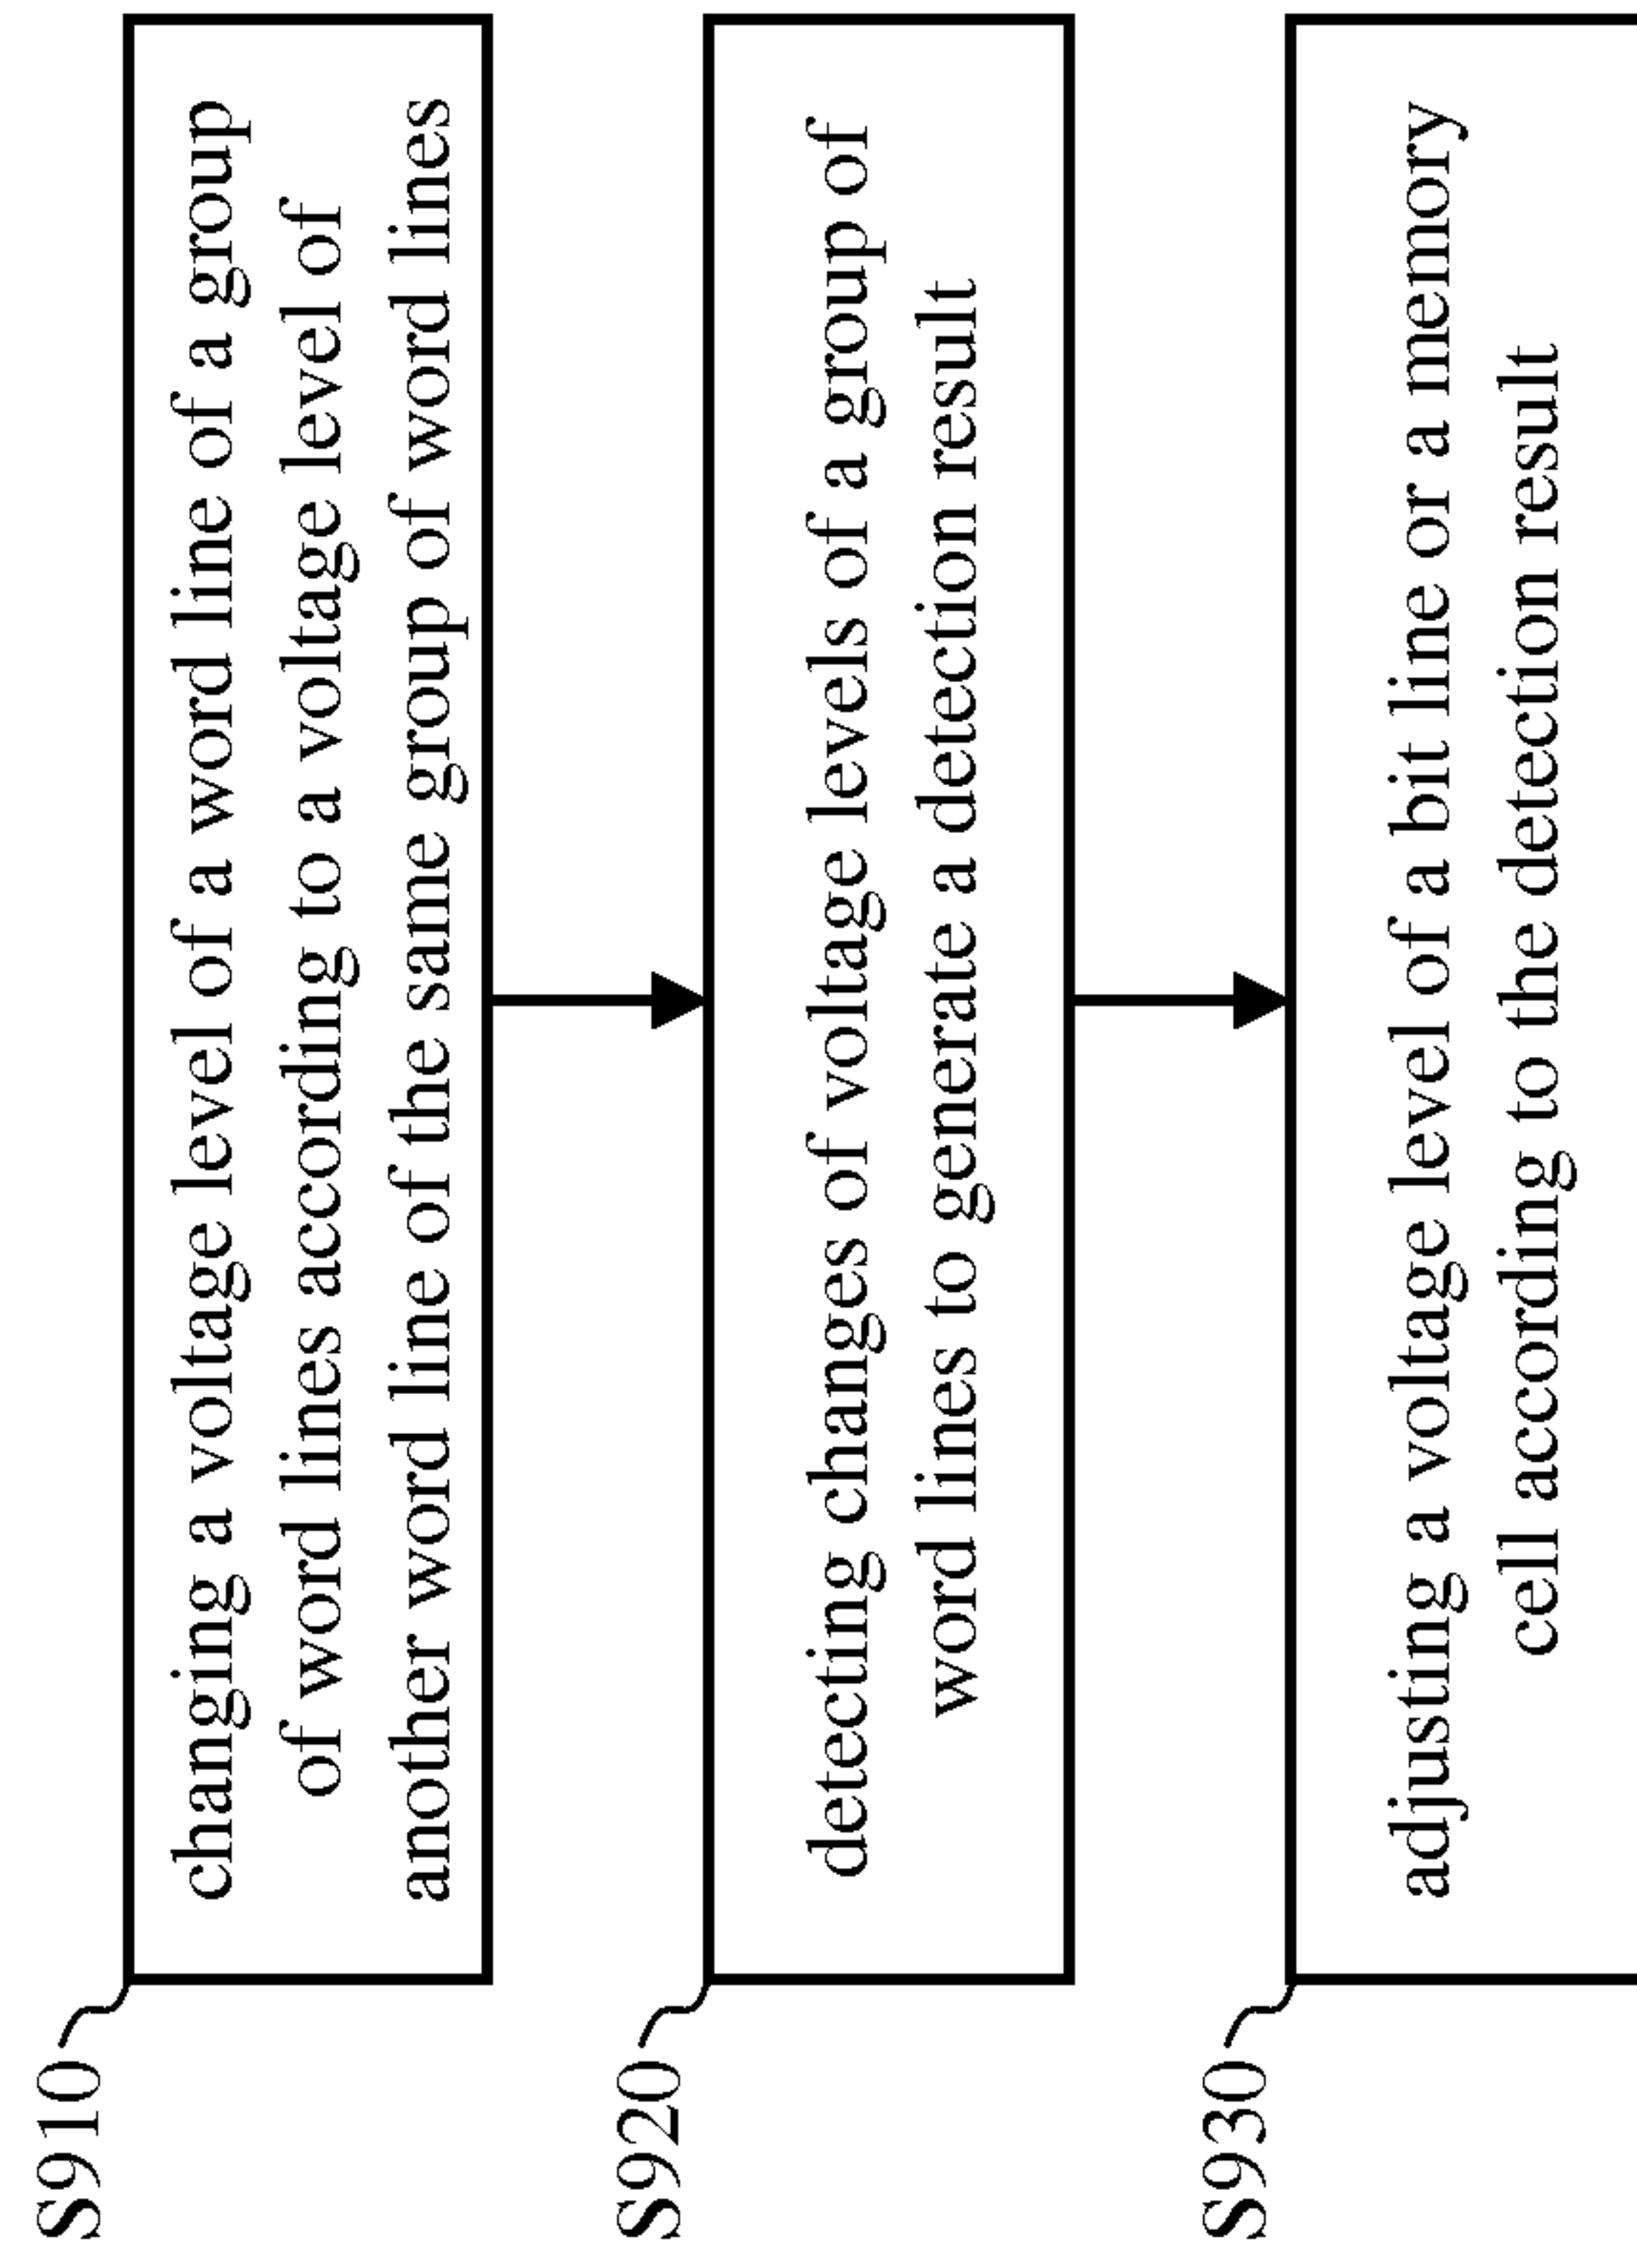 S910
changing a voltage level of a word line of a group
of word lines according to a voltage level of
another word line of the same group of word lines
S920
detecting changes of voltage levels of a group of
word lines to generate a detection result
S930
adjusting a voltage level of a bit line or a memory
cell according to the detection result